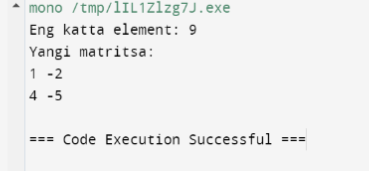 mono /tmp/lIL1Zlzg7J.exe
Eng katta element: 9
Yangi matritsa:
1 -2
4 -5
=== Code Execution Successful ===